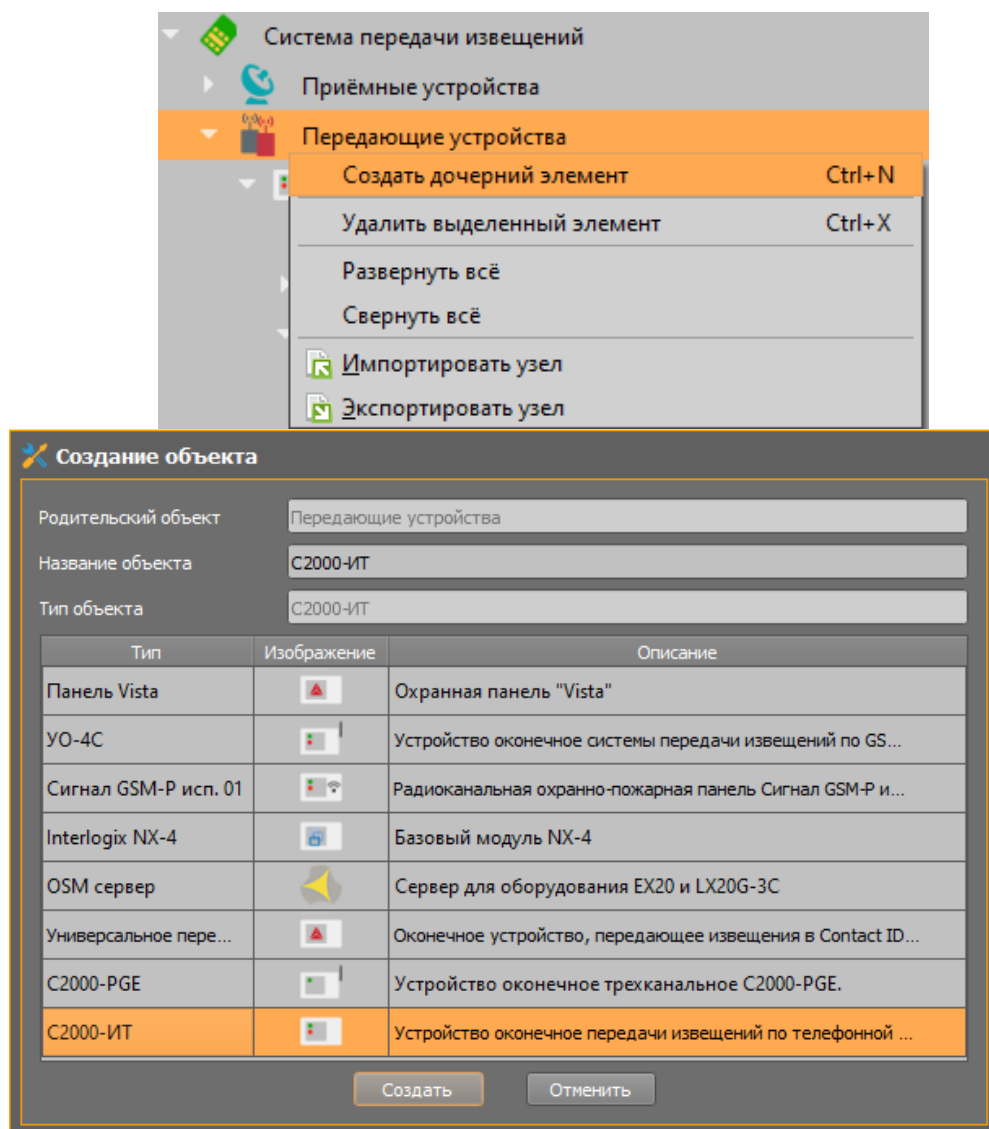 Система передачи извещений
Приёмные устройства
Передающие устройства
Создать дочерний элемент Ctrl+N
Удалить выделенный элемент Ctrl+X
Развернуть всё
Свернуть всё
Импортировать узел
Экспортировать узел
Создание объекта
Родительский объект Передающие устройства
Название объекта С2000-ИТ
Тип объекта С2000-ИТ
Тип Изображение Описание
Панель Vista Охранная панель "Vista"
УО-4С Устройство оконечное системы передачи извещений по GS...
Сигнал GSM-P исп. 01 Радиоканальная охранно-пожарная панель Сигнал GSM-P и...
Interlogix NX-4 Базовый модуль NX-4
OSM сервер Сервер для оборудования EX20 и LX20G-3C
Универсальное пере... Оконечное устройство, передающее извещения в Contact ID...
С2000-PGE Устройство оконечное трехканальное С2000-PGE.
С2000-ИТ Устройство оконечное передачи извещений по телефонной ...
Создать Отменить